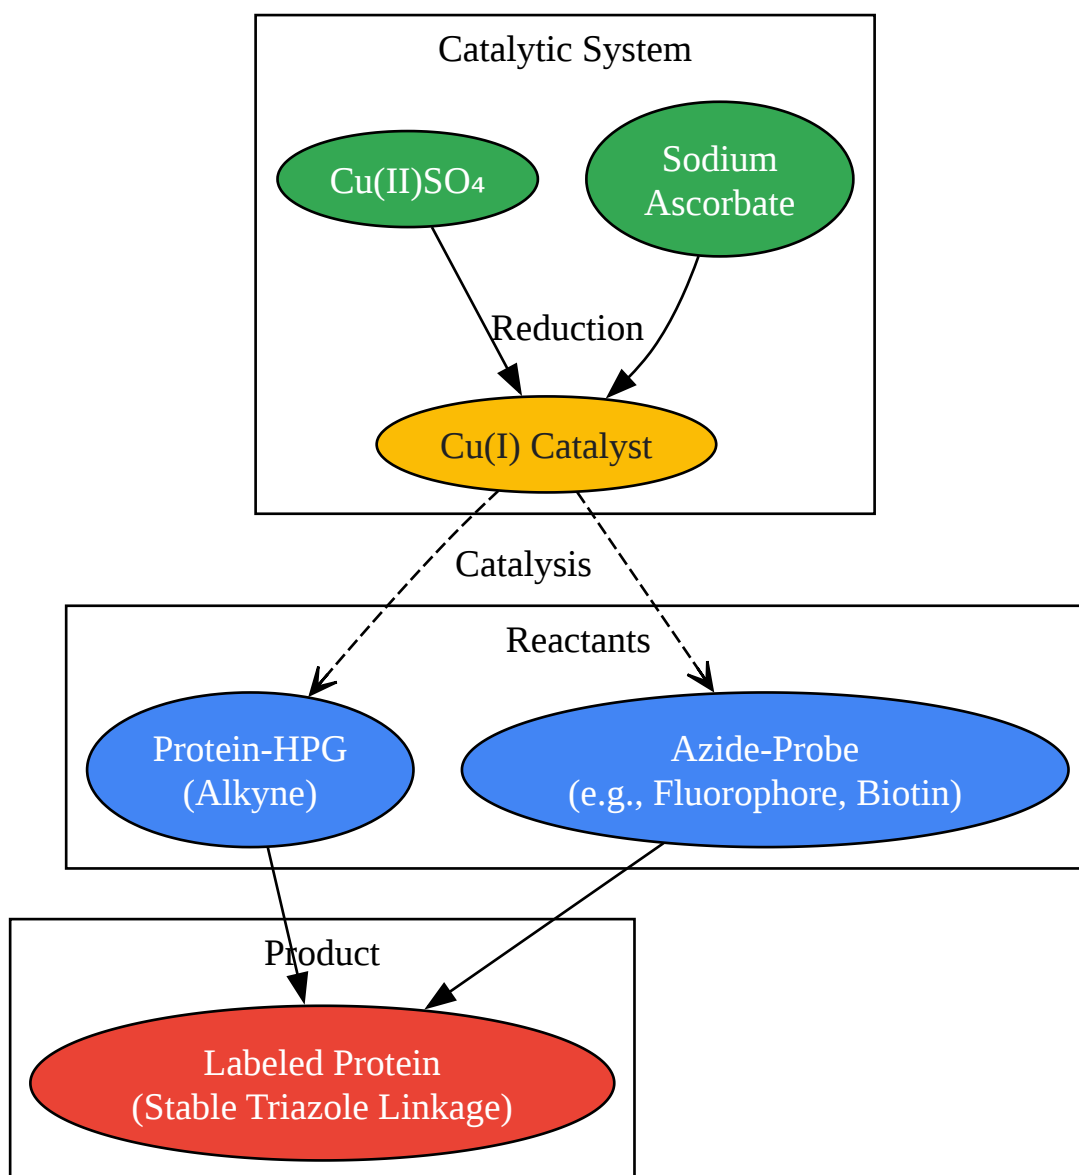 Catalytic System
Cu(II)SO₄
Sodium
Ascorbate
Reduction
Cu(I) Catalyst
Catalysis
Reactants
Protein-HPG
(Alkyne)
Azide-Probe
(e.g., Fluorophore, Biotin)
Product
Labeled Protein
(Stable Triazole Linkage)